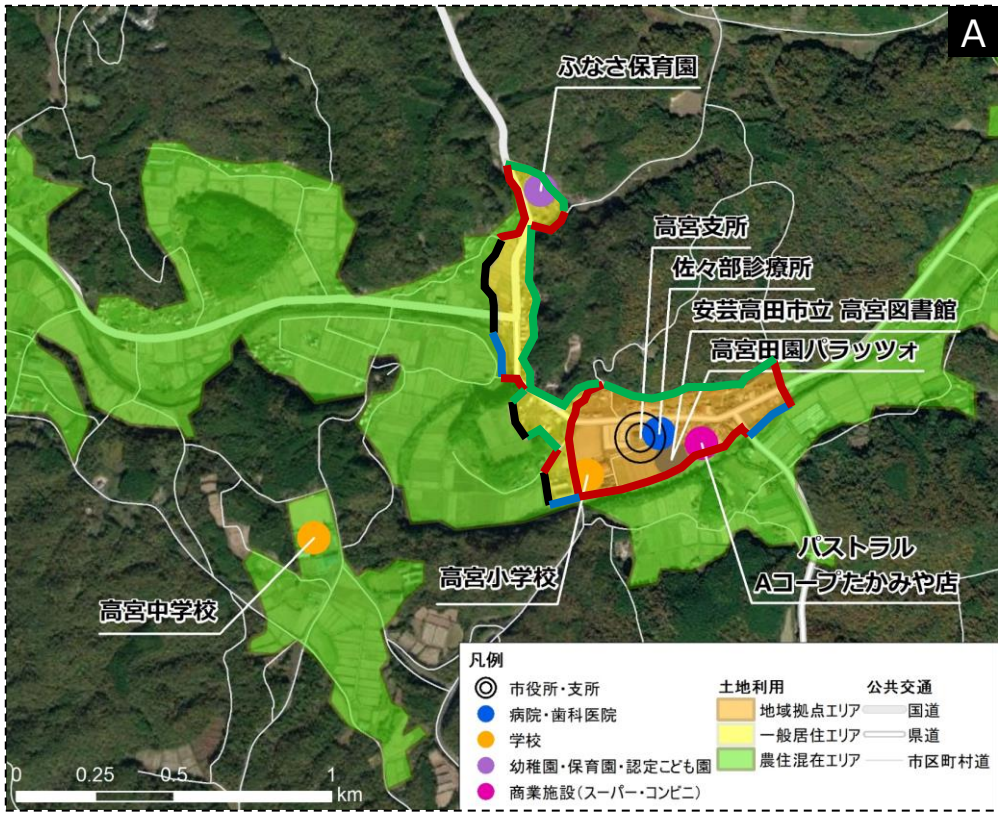 A
ふなさ保育園
高宮支所
佐々部診療所
安芸高田市立 高宮図書館
高宮田園パラッツォ
パストラル
Aコープたかみや店
高宮小学校
高宮中学校
凡例
市役所・支所
病院・歯科医院
学校
幼稚園・保育園・認定こども園
商業施設(スーパー・コンビニ)
土地利用
地域拠点エリア
一般居住エリア
農住混在エリア
公共交通
国道
県道
市区町村道
0 0.25 0.5 1
km